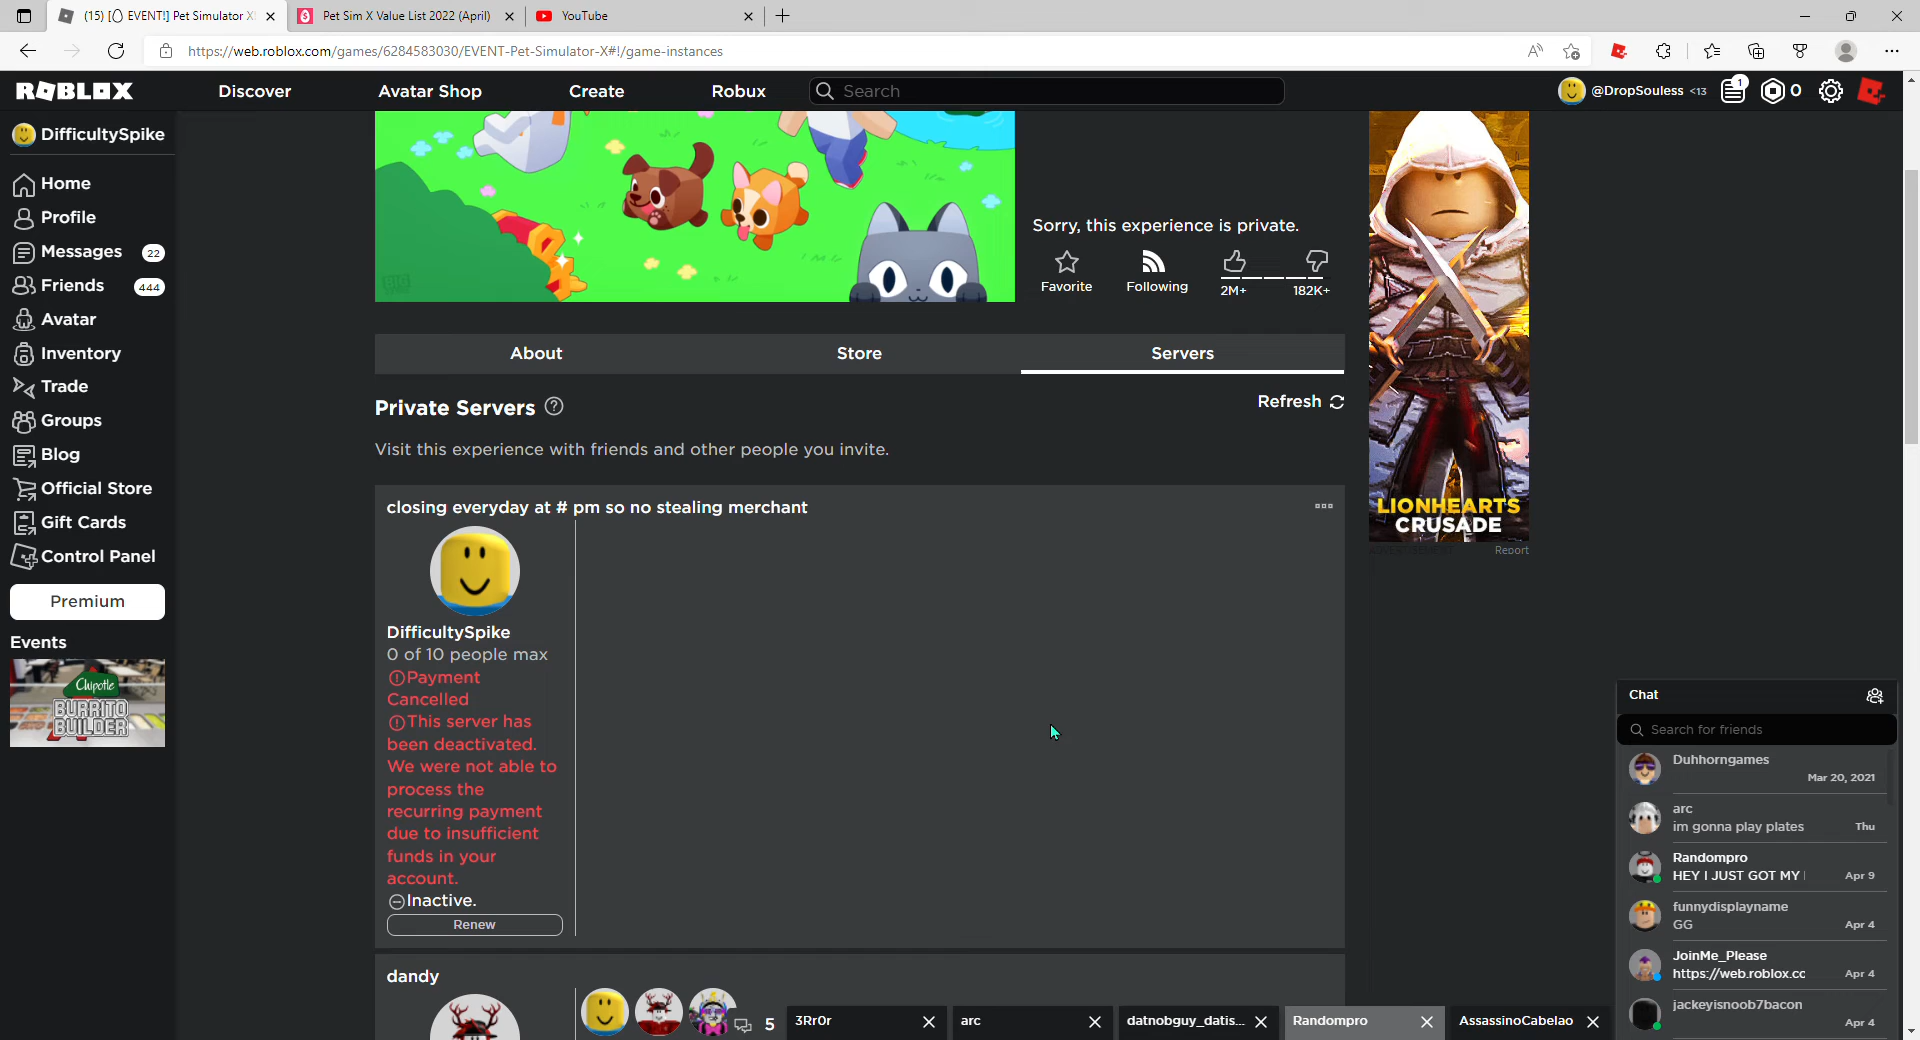 (15) [🥚 EVENT!] Pet Simulator X!
Pet Sim X Value List 2022 (April)
YouTube
https://web.roblox.com/games/6284583030/EVENT-Pet-Simulator-X#!/game-instances
ROBLOX
Discover
Avatar Shop
Create
Robux
Search
@DropSouless <13
1
0
DifficultySpike
Home
Profile
Messages 22
Friends 444
Avatar
Inventory
Trade
Groups
Blog
Official Store
Gift Cards
Control Panel
Premium
Events
Chipotle
BURRITO
BUILDER
BIG
Sorry, this experience is private.
Favorite
Following
2M+
182K+
About
Store
Servers
Private Servers
Refresh
Visit this experience with friends and other people you invite.
closing everyday at # pm so no stealing merchant
DifficultySpike
0 of 10 people max
Payment
Cancelled
This server has
been deactivated.
We were not able to
process the
recurring payment
due to insufficient
funds in your
account.
Inactive.
Renew
dandy
LIONHEARTS
CRUSADE
ADVERTISEMENT
Report
Chat
Search for friends
Duhhorngames
Mar 20, 2021
arc
im gonna play plates Thu
Randompro
HEY I JUST GOT MY Apr 9
funnydisplayname
GG Apr 4
JoinMe_Please
https://web.roblox.cc Apr 4
jackeyisnoob7bacon
Apr 4
5
3Rr0r
arc
datnobguy_datis...
Randompro
AssassinoCabelao